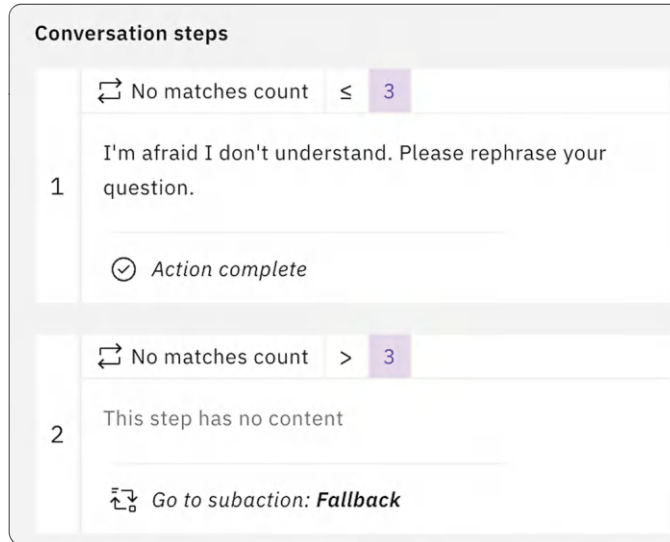 Conversation steps
No matches count ≤ 3
1
I'm afraid I don't understand. Please rephrase your
question.
Action complete
No matches count > 3
2
This step has no content
Go to subaction: Fallback